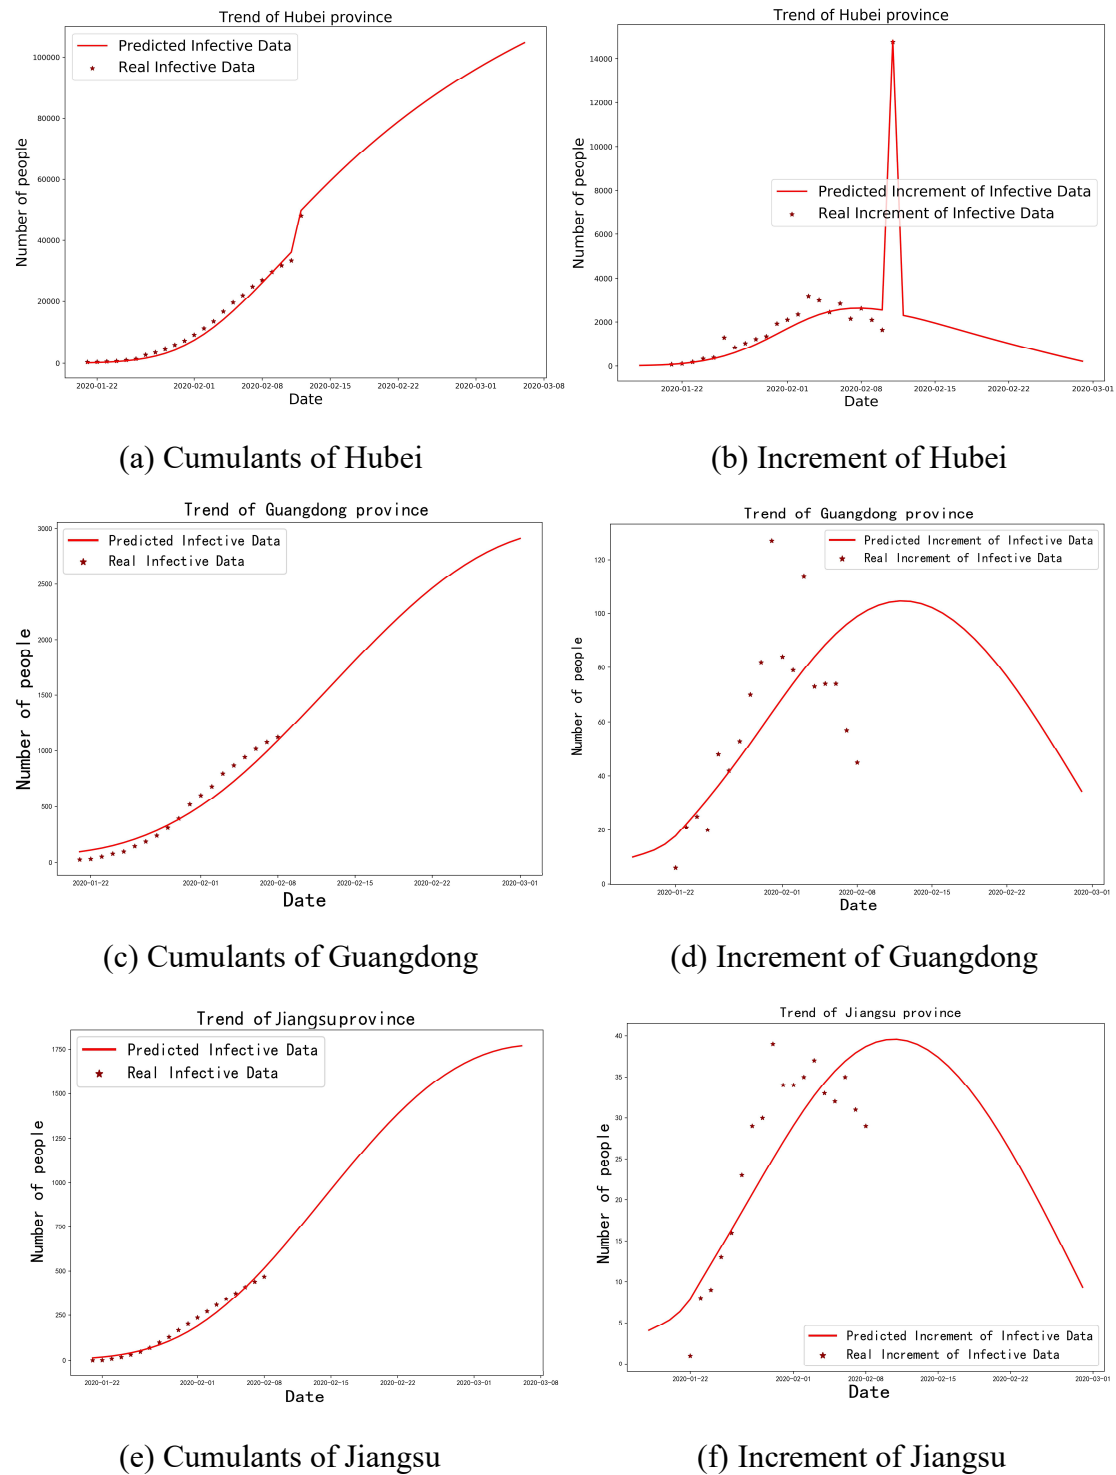 Trend of Hubei province
Predicted Infective Data
Real Infective Data
100000
80000
60000
40000
20000
0
Number of people
2020-01-22 2020-02-01 2020-02-08 2020-02-15 2020-02-22 2020-03-01 2020-03-08
Date
(a) Cumulants of Hubei
Trend of Hubei province
14000
12000
10000
8000
6000
4000
2000
0
Number of people
Predicted Increment of Infective Data
Real Increment of Infective Data
2020-01-22 2020-02-01 2020-02-08 2020-02-15 2020-02-22 2020-03-01
Date
(b) Increment of Hubei
Trend of Guangdong province
Predicted Infective Data
Real Infective Data
3000
2500
2000
1500
1000
500
0
Number of people
2020-01-22 2020-02-01 2020-02-08 2020-02-15 2020-02-22 2020-03-01
Date
(c) Cumulants of Guangdong
Trend of Guangdong province
Predicted Increment of Infective Data
Real Increment of Infective Data
120
100
80
60
40
20
0
Number of people
2020-01-22 2020-02-01 2020-02-08 2020-02-15 2020-02-22 2020-03-01
Date
(d) Increment of Guangdong
Trend of Jiangsu province
Predicted Infective Data
Real Infective Data
1750
1500
1250
1000
750
500
250
0
Number of people
2020-01-22 2020-02-01 2020-02-08 2020-02-15 2020-02-22 2020-03-01 2020-03-08
Date
(e) Cumulants of Jiangsu
Trend of Jiangsu province
40
35
30
25
20
15
10
5
0
Number of people
Predicted Increment of Infective Data
Real Increment of Infective Data
2020-01-22 2020-02-01 2020-02-08 2020-02-15 2020-02-22 2020-03-01
Date
(f) Increment of Jiangsu